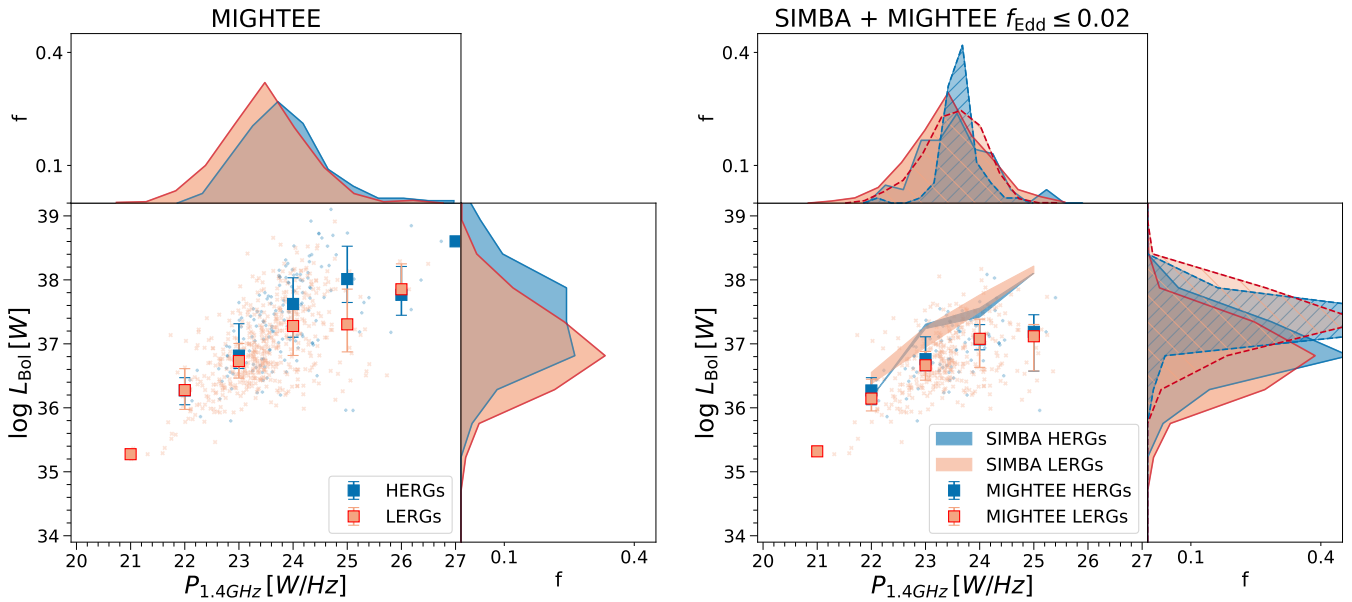 MIGHTEE
0.4
0.1
f
39
38
37
36
35
34
log L_Bol [W]
HERGs
LERGs
20 21 22 23 24 25 26 27
P_1.4GHz [W/Hz]
0.1 0.4
f
SIMBA + MIGHTEE f_Edd ≤ 0.02
0.4
0.1
f
39
38
37
36
35
34
log L_Bol [W]
SIMBA HERGs
SIMBA LERGs
MIGHTEE HERGs
MIGHTEE LERGs
20 21 22 23 24 25 26 27
P_1.4GHz [W/Hz]
0.1 0.4
f